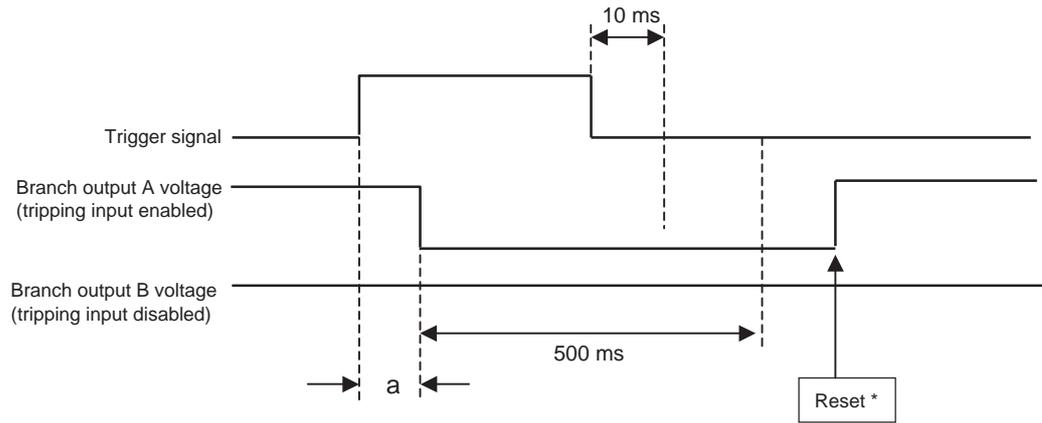 10 ms
Trigger signal
Branch output A voltage
(tripping input enabled)
Branch output B voltage
(tripping input disabled)
500 ms
a
Reset *